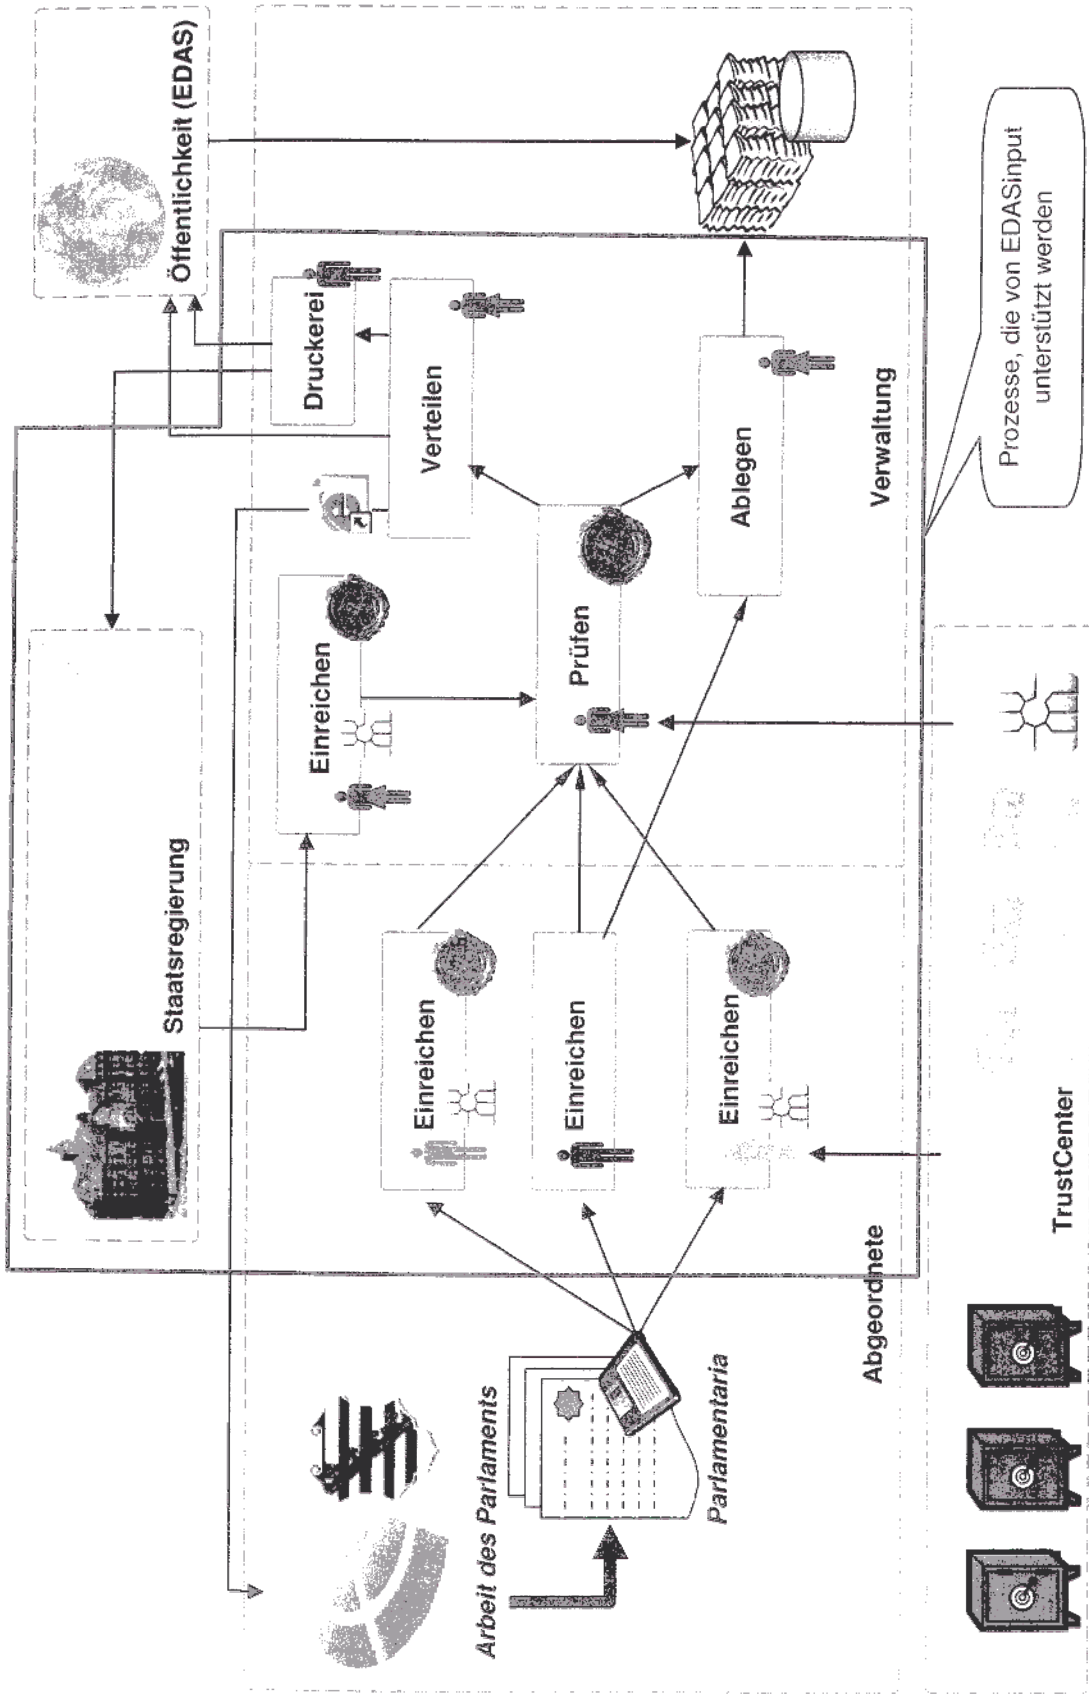 Staatsregierung
Öffentlichkeit (EDAS)
Druckerei
Einreichen
Verteilen
Arbeit des Parlaments
Einreichen
Einreichen
Prüfen
Parlamentaria
Einreichen
Ablegen
Abgeordnete
Verwaltung
Prozesse, die von EDASinput
unterstützt werden
TrustCenter